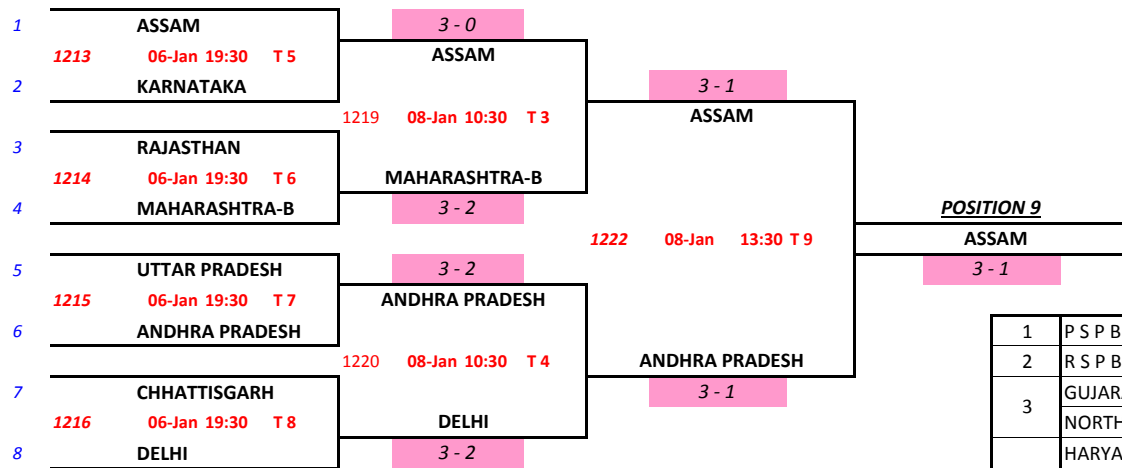 1 ASSAM 3 - 0
1213 06-Jan 19:30 T 5 ASSAM
2 KARNATAKA 3 - 1
1219 08-Jan 10:30 T 3 ASSAM
3 RAJASTHAN
1214 06-Jan 19:30 T 6 MAHARASHTRA-B
4 MAHARASHTRA-B 3 - 2 POSITION 9
1222 08-Jan 13:30 T 9 ASSAM
5 UTTAR PRADESH 3 - 2 3 - 1
1215 06-Jan 19:30 T 7 ANDHRA PRADESH
6 ANDHRA PRADESH 1 P S P B
1220 08-Jan 10:30 T 4 ANDHRA PRADESH 2 R S P B
7 CHHATTISGARH 3 - 1 3 GUJAR
1216 06-Jan 19:30 T 8 DELHI NORTH
8 DELHI 3 - 2 HARYA